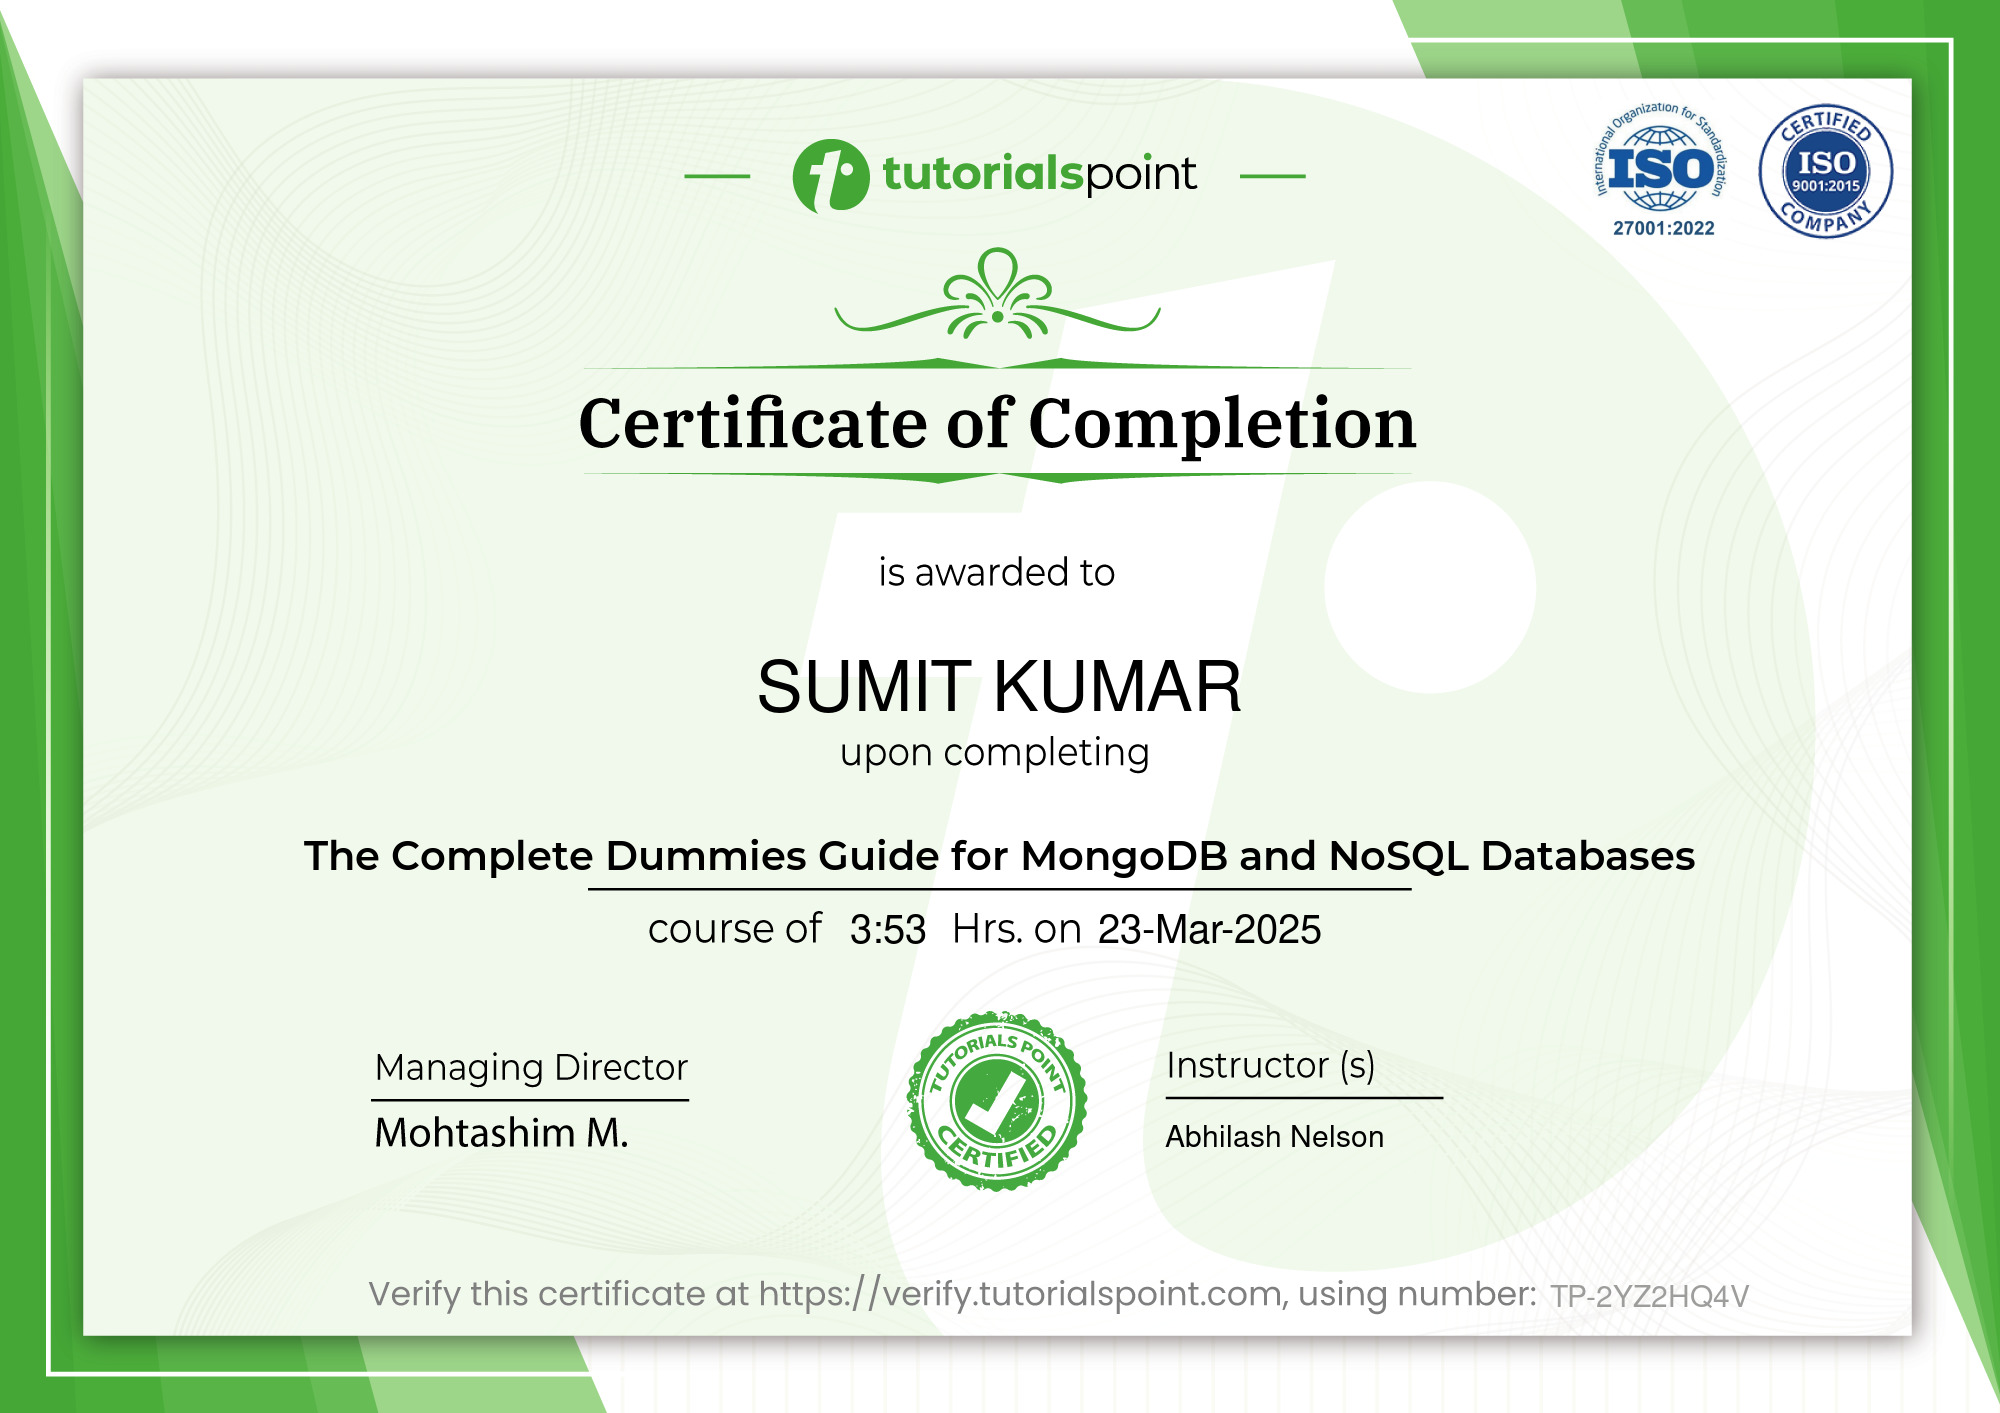 tutorialspoint
International Organization for Standardization
ISO
27001:2022
CERTIFIED
ISO
9001:2015
COMPANY
Certificate of Completion
is awarded to
SUMIT KUMAR
upon completing
The Complete Dummies Guide for MongoDB and NoSQL Databases
course of 3:53 Hrs. on 23-Mar-2025
Managing Director
Mohtashim M.
TUTORIALS POINT
CERTIFIED
Instructor (s)
Abhilash Nelson
Verify this certificate at https://verify.tutorialspoint.com, using number: TP-2YZ2HQ4V